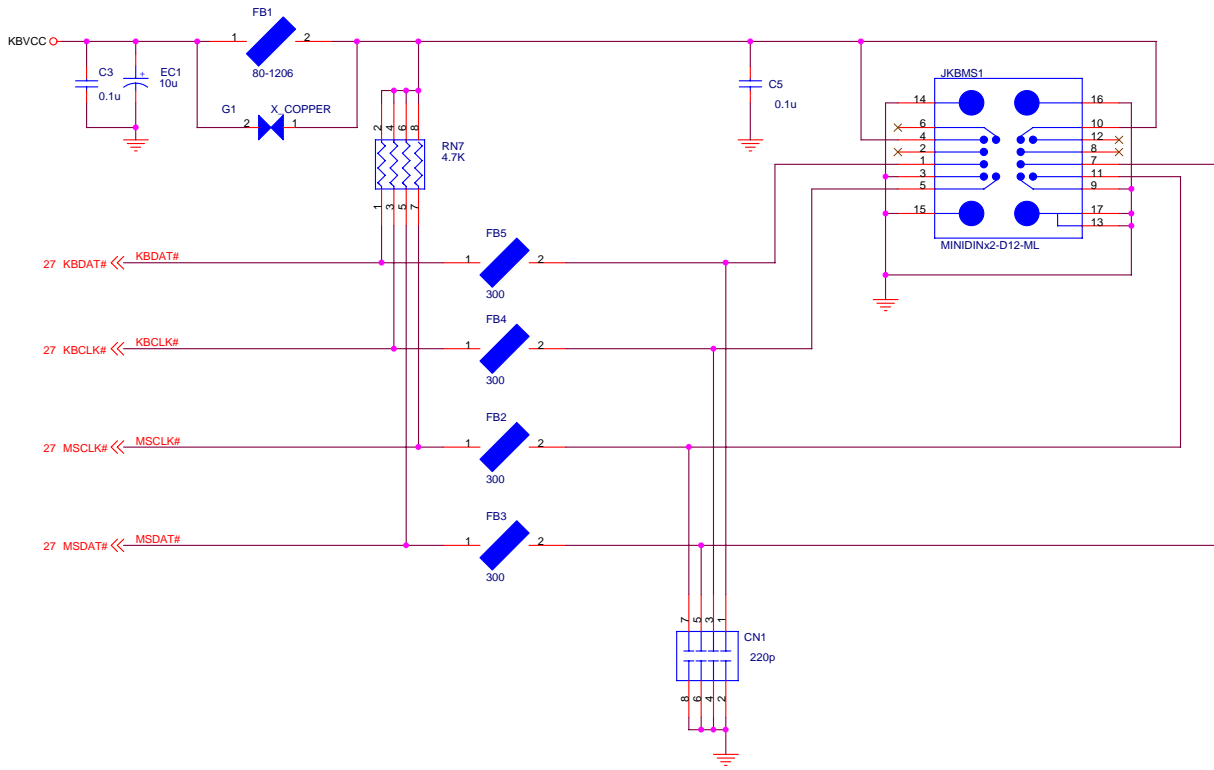 FB1
KBVCC
1
2
80-1206
C3
0.1u
EC1
+
10u
G1
X_COPPER
2
1
C5
0.1u
2
4
6
8
RN7
4.7K
1
3
5
7
JKBMS1
14
6
4
2
1
3
5
15
16
10
12
8
7
11
9
17
13
MINIDINx2-D12-ML
27 KBDAT#
KBDAT#
FB5
1
2
300
27 KBCLK#
KBCLK#
FB4
1
2
300
27 MSCLK#
MSCLK#
FB2
1
2
300
27 MSDAT#
MSDAT#
FB3
1
2
300
7
5
3
1
CN1
220p
8
6
4
2